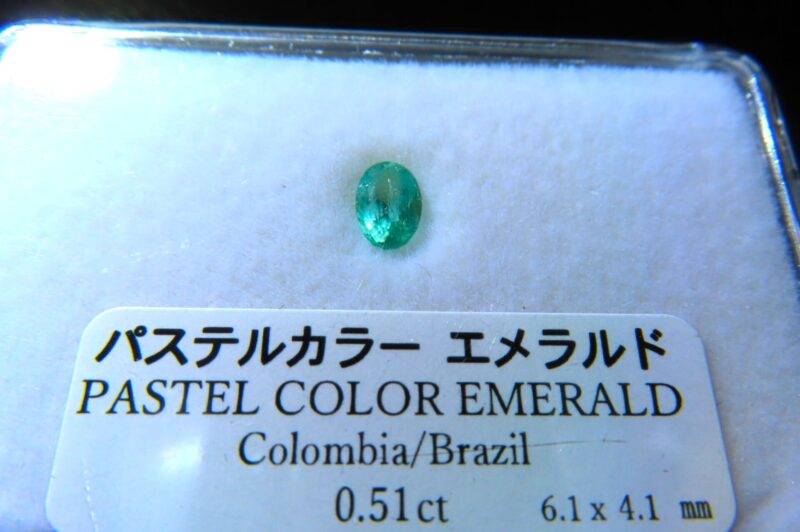 パステルカラー エメラルド
PASTEL COLOR EMERALD
Colombia/Brazil
0.51ct 6.1 x 4.1 ㎜